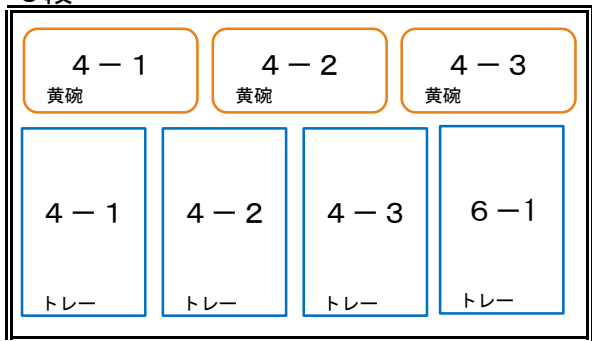 ４－１ ４－２ ４－３
黄碗 黄碗 黄碗
４－１ ４－２ ４－３ ６－１
トレー トレー トレー トレー